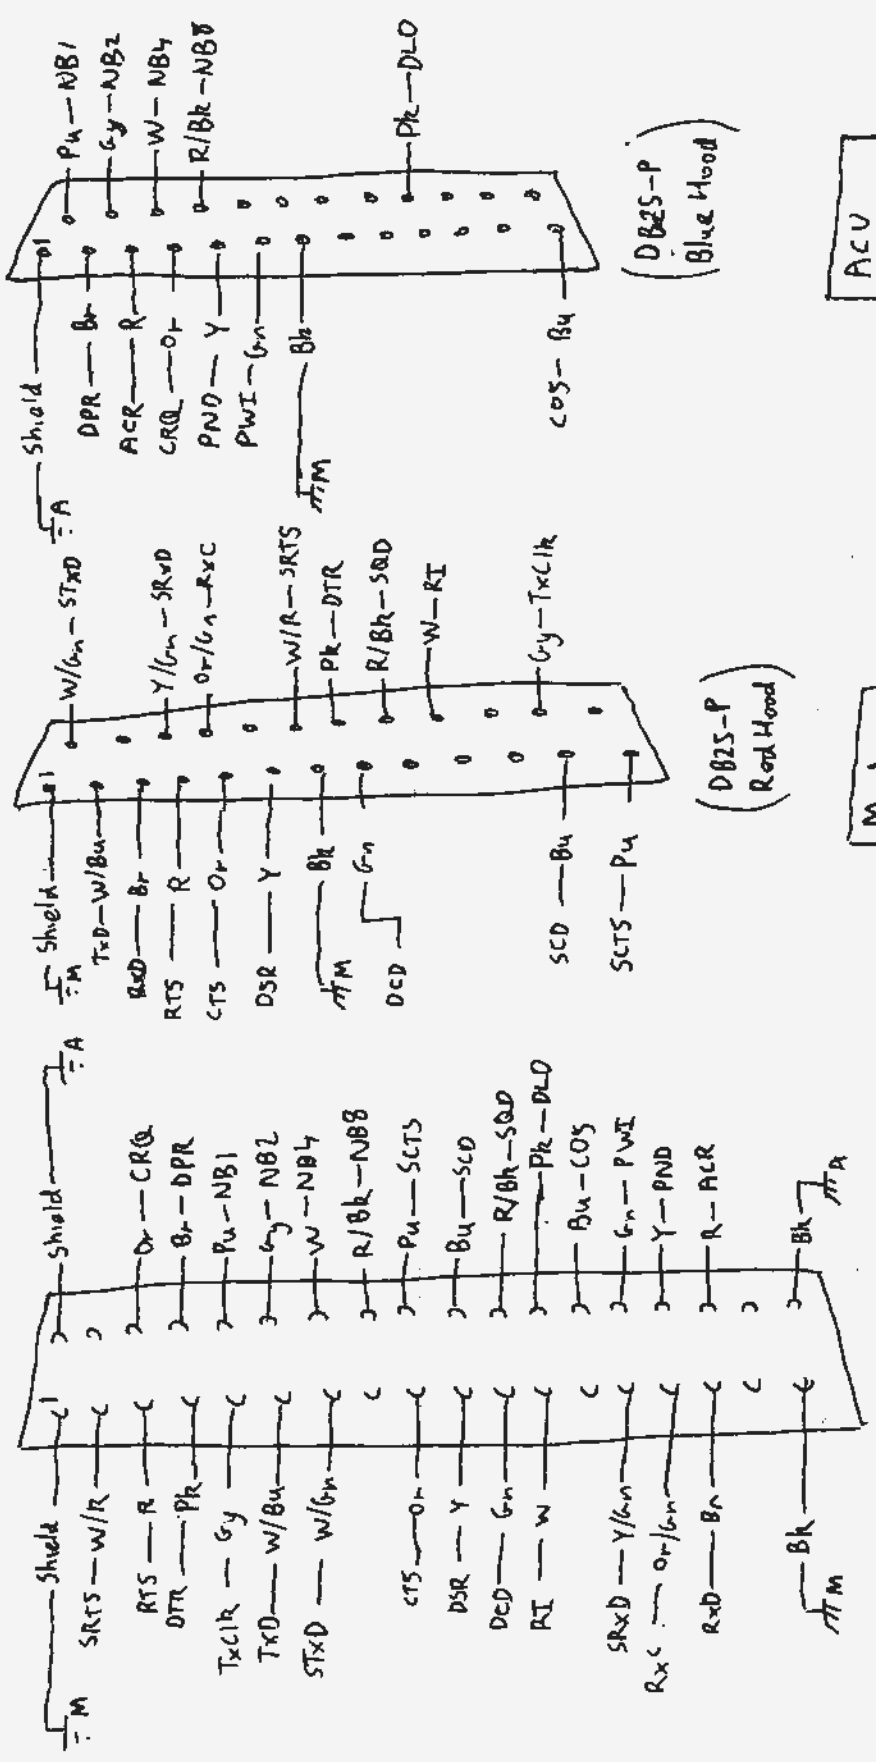 Shield
M
SRTS — W/R
RTS — R
DTR — Pk
TxClk — Gy
TxD — W/Bu
STxD — W/Gn
CTS — Or
DSR — Y
DCD — Gn
RI — W
SRxD — Y/Gn
RxC — Or/Gn
RxD — Bn
Bk
M
1
Shield
A
Or — CRQ
Br — DPR
Pu — NB1
Gy — NB2
W — NB4
R/Bk — NB8
Pu — SCTS
Bu — SCD
R/Bk — SQD
Pk — DLO
Bu — COS
Gn — PWI
Y — PND
R — ACR
Bk
A
Shield
M
TxD — W/Bu
RxD — Br
RTS — R
CTS — Or
DSR — Y
Bk
M
DCD
Gn
SCD — Bu
SCTS — Pu
1
W/Gn — STxD
Y/Gn — SRxD
Or/Gn — RxC
W/R — SRTS
Pk — DTR
R/Bk — SQD
W — RI
Gy — TxClk
(DB25-P
Red Hood)
M
Shield
A
DPR — Br
ACR — R
CRQ — Or
PND — Y
PWI — Gn
Bk
M
COS — Bu
1
Pu — NB1
Gy — NB2
W — NB4
R/Bk — NB8
Pk — DLO
(DB25-P
Blue Hood)
ACU